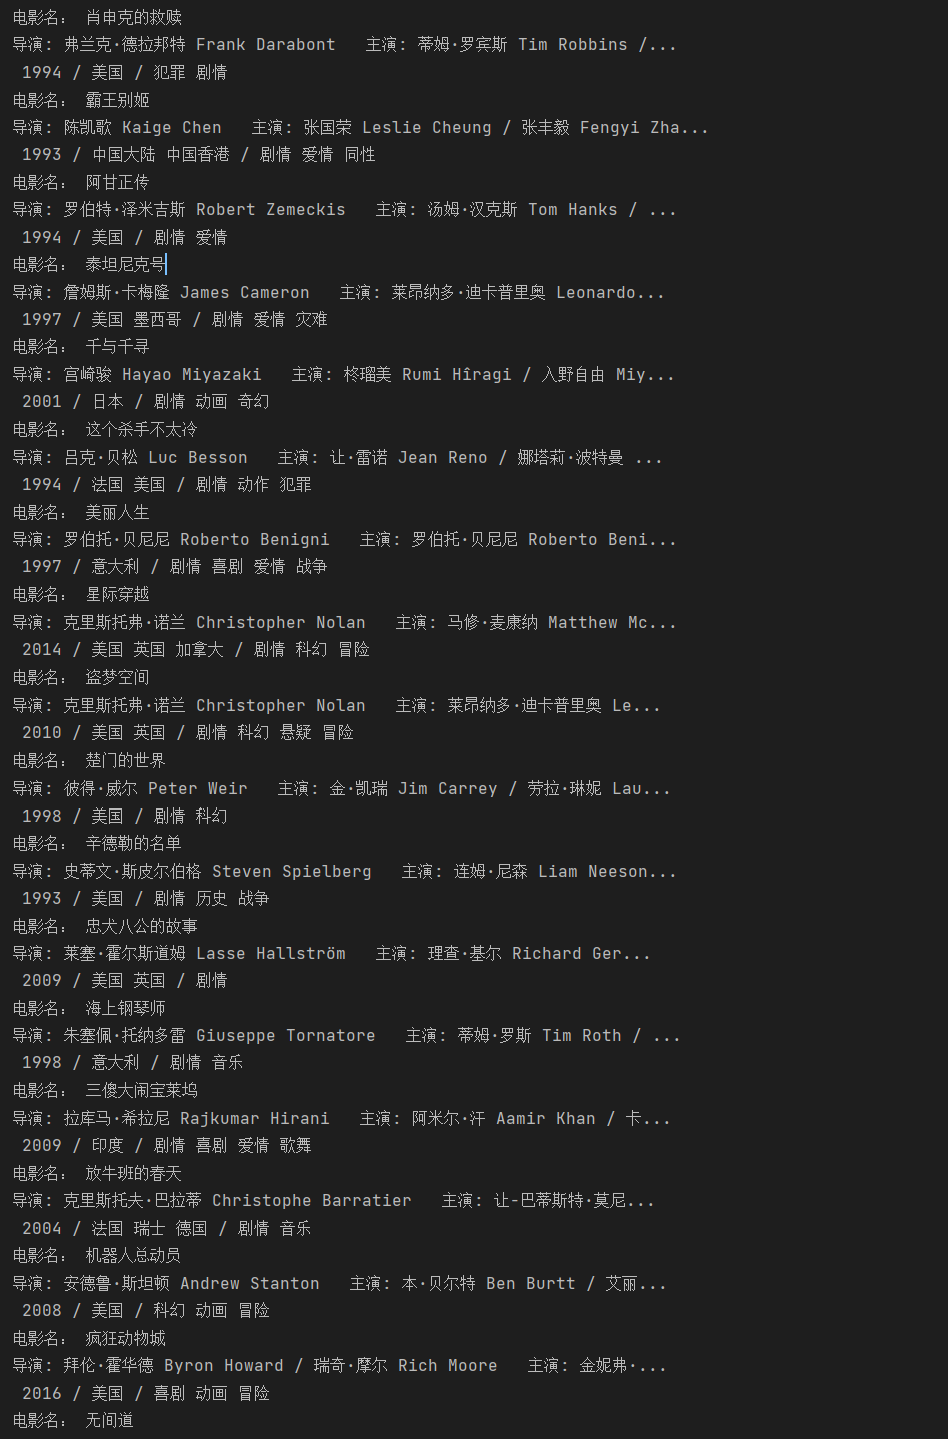 电影名： 肖申克的救赎
导演: 弗兰克·德拉邦特 Frank Darabont   主演: 蒂姆·罗宾斯 Tim Robbins /...
1994 / 美国 / 犯罪 剧情
电影名： 霸王别姬
导演: 陈凯歌 Kaige Chen   主演: 张国荣 Leslie Cheung / 张丰毅 Fengyi Zha...
1993 / 中国大陆 中国香港 / 剧情 爱情 同性
电影名： 阿甘正传
导演: 罗伯特·泽米吉斯 Robert Zemeckis   主演: 汤姆·汉克斯 Tom Hanks / ...
1994 / 美国 / 剧情 爱情
电影名： 泰坦尼克号
导演: 詹姆斯·卡梅隆 James Cameron   主演: 莱昂纳多·迪卡普里奥 Leonardo...
1997 / 美国 墨西哥 / 剧情 爱情 灾难
电影名： 千与千寻
导演: 宫崎骏 Hayao Miyazaki   主演: 柊瑠美 Rumi Hîragi / 入野自由 Miy...
2001 / 日本 / 剧情 动画 奇幻
电影名： 这个杀手不太冷
导演: 吕克·贝松 Luc Besson   主演: 让·雷诺 Jean Reno / 娜塔莉·波特曼 ...
1994 / 法国 美国 / 剧情 动作 犯罪
电影名： 美丽人生
导演: 罗伯托·贝尼尼 Roberto Benigni   主演: 罗伯托·贝尼尼 Roberto Beni...
1997 / 意大利 / 剧情 喜剧 爱情 战争
电影名： 星际穿越
导演: 克里斯托弗·诺兰 Christopher Nolan   主演: 马修·麦康纳 Matthew Mc...
2014 / 美国 英国 加拿大 / 剧情 科幻 冒险
电影名： 盗梦空间
导演: 克里斯托弗·诺兰 Christopher Nolan   主演: 莱昂纳多·迪卡普里奥 Le...
2010 / 美国 英国 / 剧情 科幻 悬疑 冒险
电影名： 楚门的世界
导演: 彼得·威尔 Peter Weir   主演: 金·凯瑞 Jim Carrey / 劳拉·琳妮 Lau...
1998 / 美国 / 剧情 科幻
电影名： 辛德勒的名单
导演: 史蒂文·斯皮尔伯格 Steven Spielberg   主演: 连姆·尼森 Liam Neeson...
1993 / 美国 / 剧情 历史 战争
电影名： 忠犬八公的故事
导演: 莱塞·霍尔斯道姆 Lasse Hallström   主演: 理查·基尔 Richard Ger...
2009 / 美国 英国 / 剧情
电影名： 海上钢琴师
导演: 朱塞佩·托纳多雷 Giuseppe Tornatore   主演: 蒂姆·罗斯 Tim Roth / ...
1998 / 意大利 / 剧情 音乐
电影名： 三傻大闹宝莱坞
导演: 拉库马·希拉尼 Rajkumar Hirani   主演: 阿米尔·汗 Aamir Khan / 卡...
2009 / 印度 / 剧情 喜剧 爱情 歌舞
电影名： 放牛班的春天
导演: 克里斯托夫·巴拉蒂 Christophe Barratier   主演: 让-巴蒂斯特·莫尼...
2004 / 法国 瑞士 德国 / 剧情 音乐
电影名： 机器人总动员
导演: 安德鲁·斯坦顿 Andrew Stanton   主演: 本·贝尔特 Ben Burtt / 艾丽...
2008 / 美国 / 科幻 动画 冒险
电影名： 疯狂动物城
导演: 拜伦·霍华德 Byron Howard / 瑞奇·摩尔 Rich Moore   主演: 金妮弗·...
2016 / 美国 / 喜剧 动画 冒险
电影名： 无间道